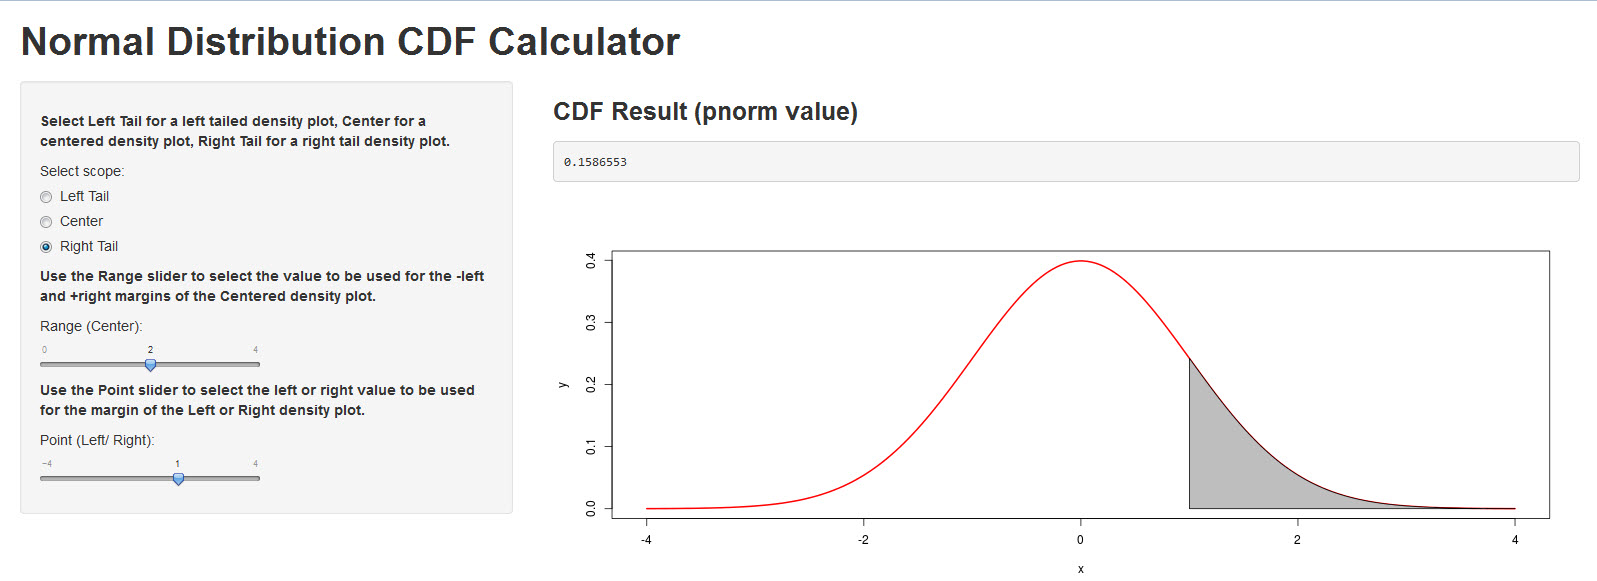 Normal Distribution CDF Calculator
Select Left Tail for a left tailed density plot, Center for a
centered density plot, Right Tail for a right tail density plot.
Select scope:
Left Tail
Center
Right Tail
Use the Range slider to select the value to be used for the -left
and +right margins of the Centered density plot.
Range (Center):
0 2 4
Use the Point slider to select the left or right value to be used
for the margin of the Left or Right density plot.
Point (Left/ Right):
-4 1 4
CDF Result (pnorm value)
0.1586553
0.4
0.3
0.2
0.1
0.0
y
-4 -2 0 2 4
x